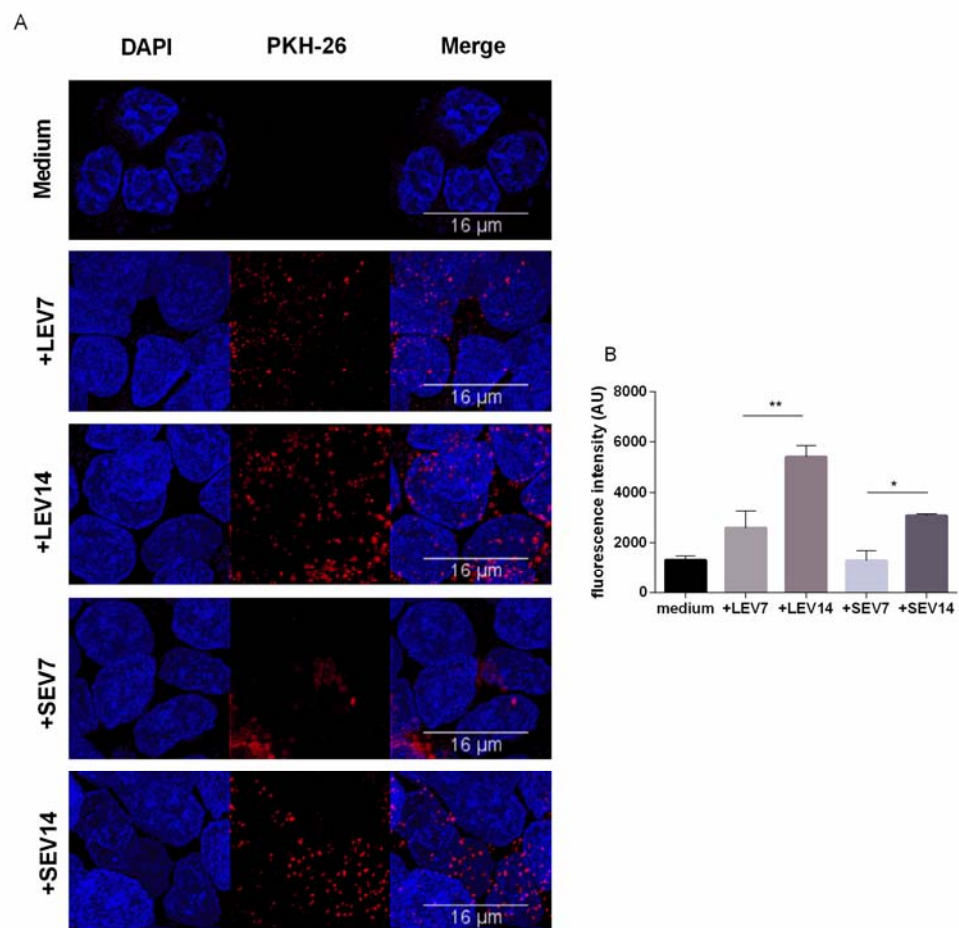 A
DAPI PKH-26 Merge
Medium
16 µm
+LEV7
16 µm
+LEV14
16 µm
+SEV7
16 µm
+SEV14
16 µm
B
fluorescence intensity (AU)
8000
6000
4000
2000
0
**
*
medium +LEV7 +LEV14 +SEV7 +SEV14